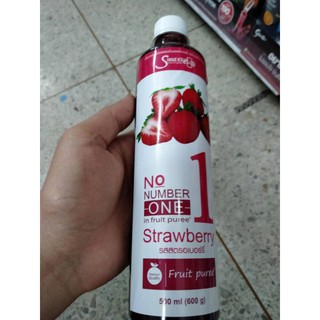 No
NUMBER
-ONE-
1
in fruit puree
Strawberry
รสสตรอเบอร์รี่
Fruit puree
500 ml (600 g)